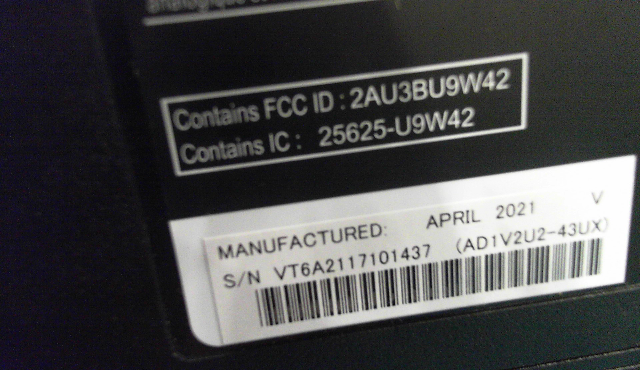 Contains FCC ID : 2AU3BU9W42
Contains IC : 25625-U9W42
MANUFACTURED: APRIL 2021 V
S/N VT6A2117101437 (AD1V2U2-43UX)